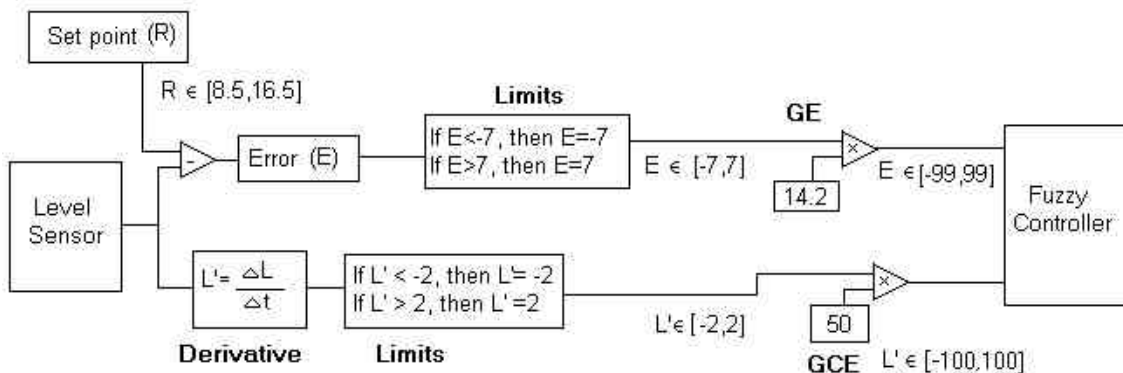 Set point (R)
R ∈ [8.5,16.5]
Limits
GE
If E<-7, then E=-7
If E>7, then E=7
-
Error (E)
E ∈ [-7,7]
×
14.2
E ∈[-99,99]
Level
Sensor
Fuzzy
Controller
L'= ΔL
Δt
If L' < -2, then L'= -2
If L' > 2, then L' =2
L'∈ [-2,2]
×
50
Derivative
Limits
GCE
L' ∈ [-100,100]